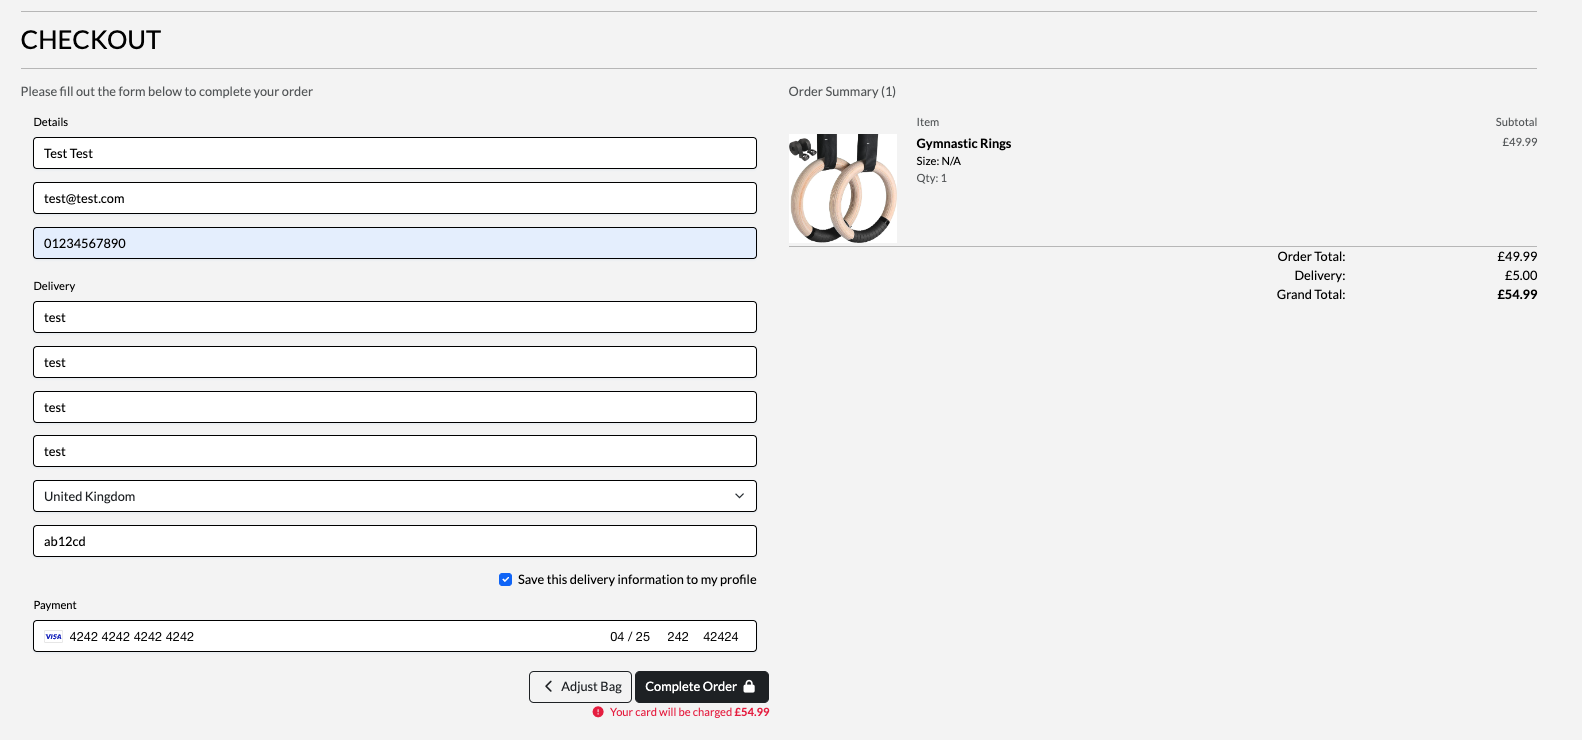 CHECKOUT
Please fill out the form below to complete your order
Details
Test Test
test@test.com
01234567890
Delivery
test
test
test
test
United Kingdom
ab12cd
Save this delivery information to my profile
Payment
VISA 4242 4242 4242 4242 04 / 25 242 42424
Adjust Bag Complete Order
Your card will be charged £54.99
Order Summary (1)
Item Subtotal
Gymnastic Rings £49.99
Size: N/A
Qty: 1
Order Total: £49.99
Delivery: £5.00
Grand Total: £54.99